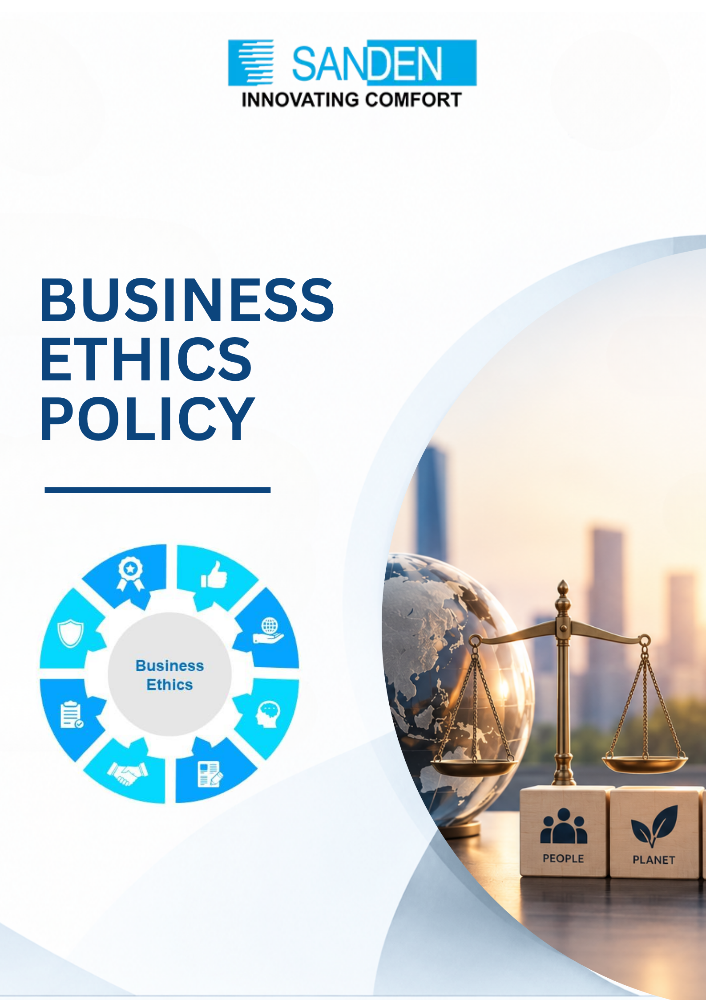 SANDEN
INNOVATING COMFORT
BUSINESS
ETHICS
POLICY
Business
Ethics
PEOPLE
PLANET